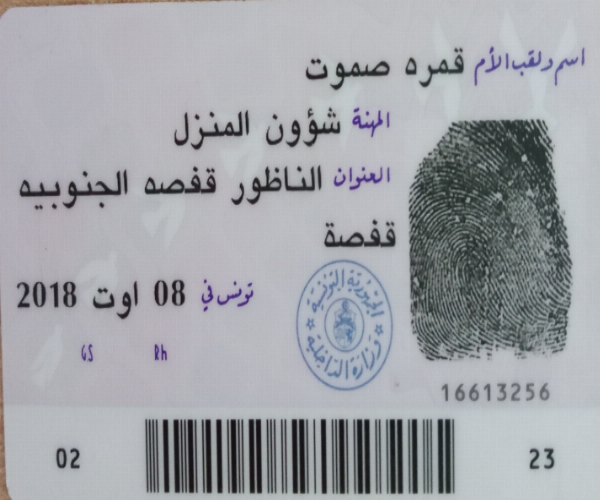 اسم ولقب الأم قمره صموت
المهنة شؤون المنزل
العنوان الناظور قفصه الجنوبيه
قفصة
تونس في 08 اوت 2018
GS Rh
الجمهورية التونسية
وزارة الداخلية
16613256
02 23